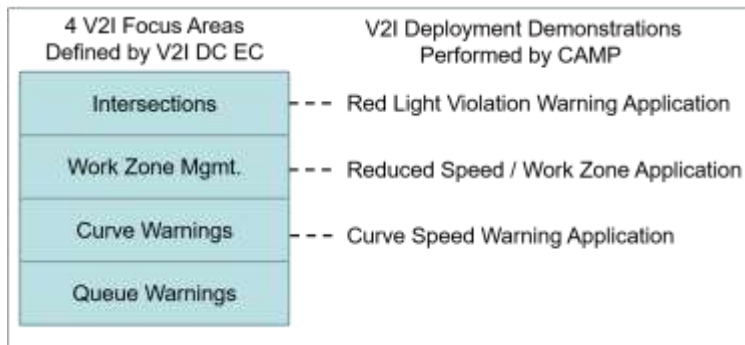 4 V2I Focus Areas
Defined by V2I DC EC
V2I Deployment Demonstrations
Performed by CAMP
Intersections
Red Light Violation Warning Application
Work Zone Mgmt.
Reduced Speed / Work Zone Application
Curve Warnings
Curve Speed Warning Application
Queue Warnings